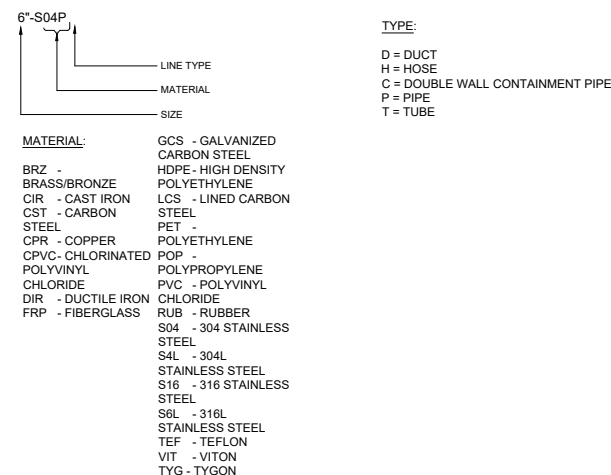 6"-S04P
LINE TYPE
MATERIAL
SIZE
MATERIAL:
BRZ -
BRASS/BRONZE
CIR - CAST IRON
CST - CARBON
STEEL
CPR - COPPER
CPVC- CHLORINATED
POLYVINYL
CHLORIDE
DIR - DUCTILE IRON
FRP - FIBERGLASS
GCS - GALVANIZED
CARBON STEEL
HDPE- HIGH DENSITY
POLYETHYLENE
LCS - LINED CARBON
STEEL
PET -
POLYETHYLENE
POP -
POLYPROPYLENE
PVC - POLYVINYL
CHLORIDE
RUB - RUBBER
S04 - 304 STAINLESS
STEEL
S4L - 304L
STAINLESS STEEL
S16 - 316 STAINLESS
STEEL
S6L - 316L
STAINLESS STEEL
TEF - TEFLON
VIT - VITON
TYG - TYGON
TYPE:
D = DUCT
H = HOSE
C = DOUBLE WALL CONTAINMENT PIPE
P = PIPE
T = TUBE